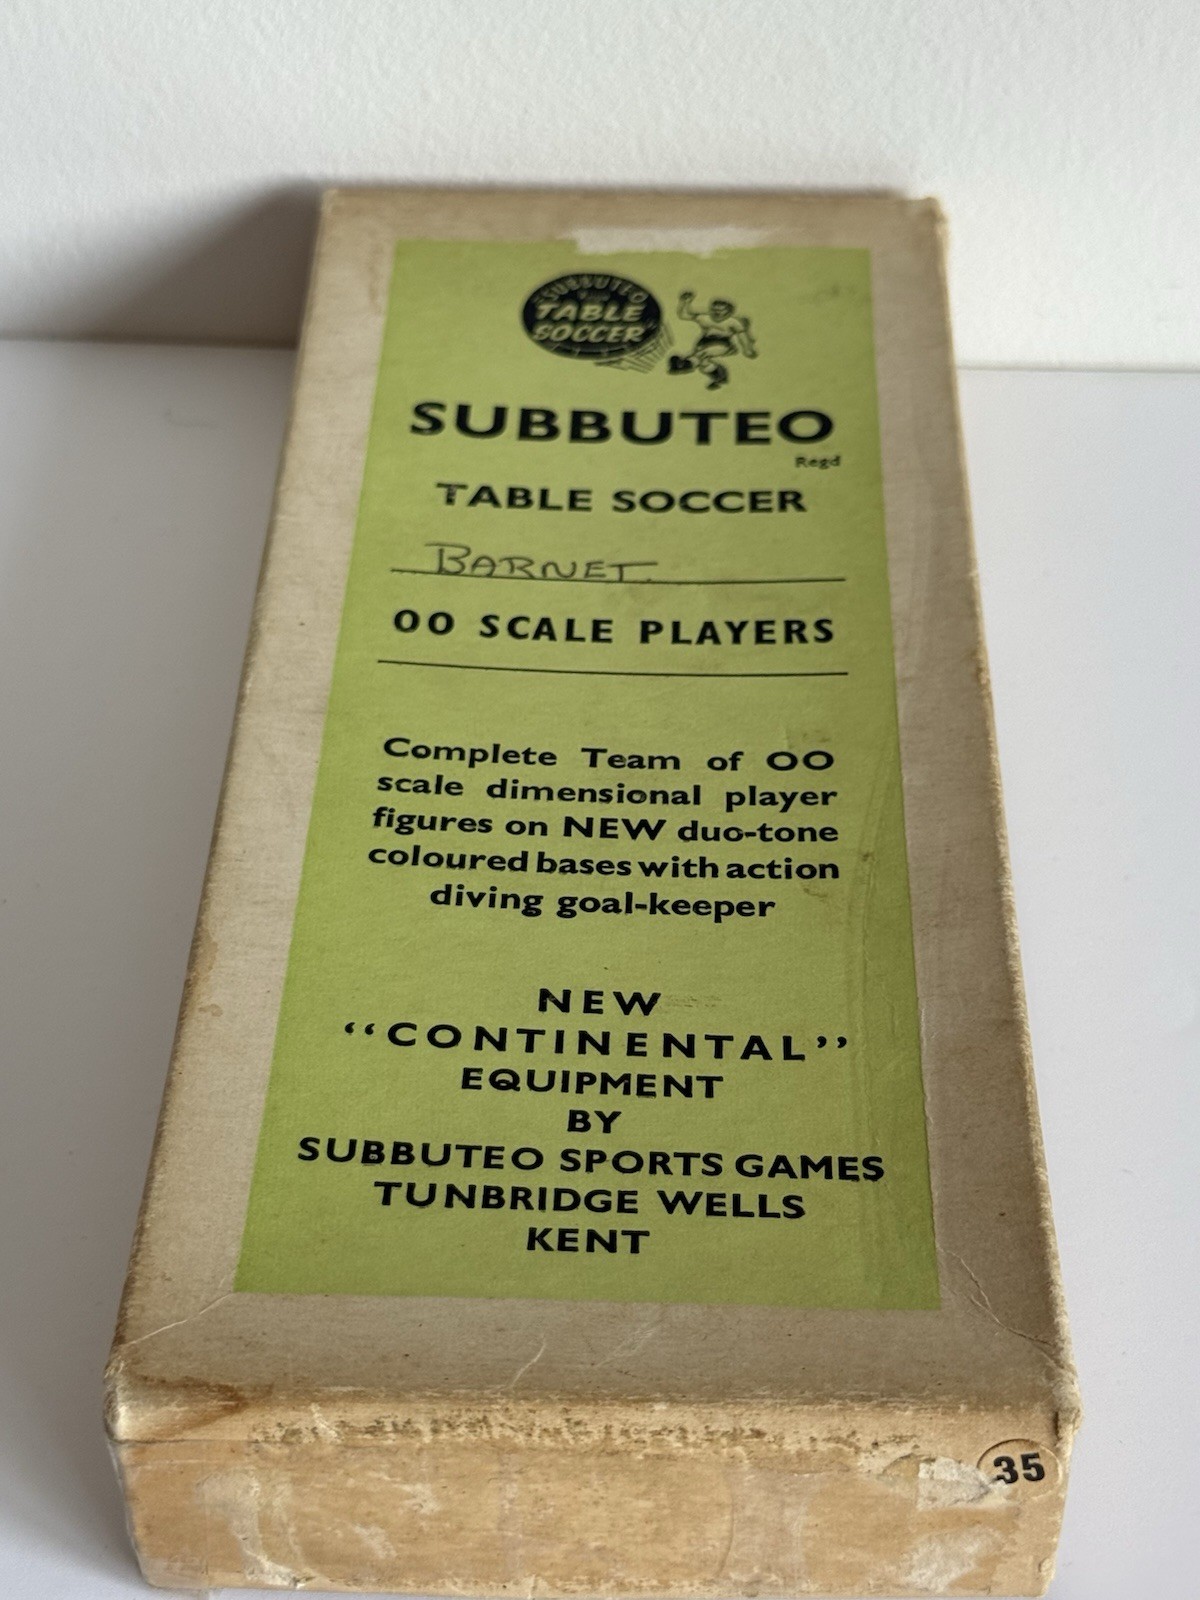 "SUBBUTEO"
TABLE
SOCCER
SUBBUTEO
Regd
TABLE SOCCER
BARNET.
OO SCALE PLAYERS
Complete Team of OO
scale dimensional player
figures on NEW duo-tone
coloured bases with action
diving goal-keeper
NEW
“CONTINENTAL”
EQUIPMENT
BY
SUBBUTEO SPORTS GAMES
TUNBRIDGE WELLS
KENT
35